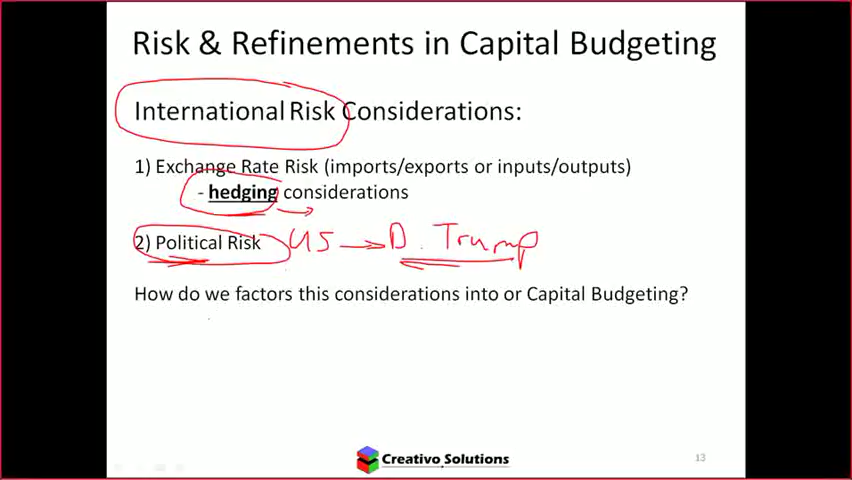 Risk & Refinements in Capital Budgeting
International Risk Considerations:
1) Exchange Rate Risk (imports/exports or inputs/outputs)
- hedging considerations
2) Political Risk US → D. Trump
How do we factors this considerations into or Capital Budgeting?
Creativo Solutions
13